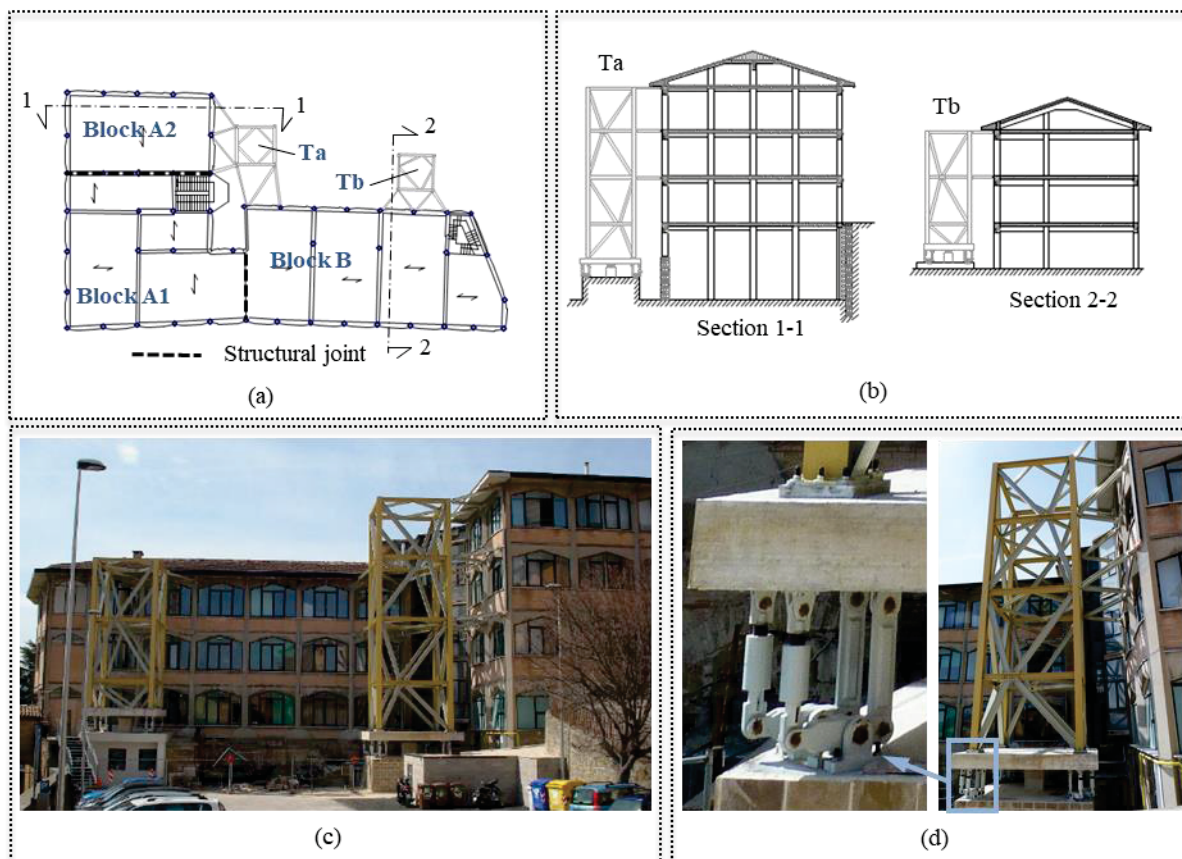 1
1
Block A2
2
Ta
Tb
Block B
Block A1
2
Structural joint
(a)
Ta
Tb
Section 1-1
Section 2-2
(b)
(c)
(d)